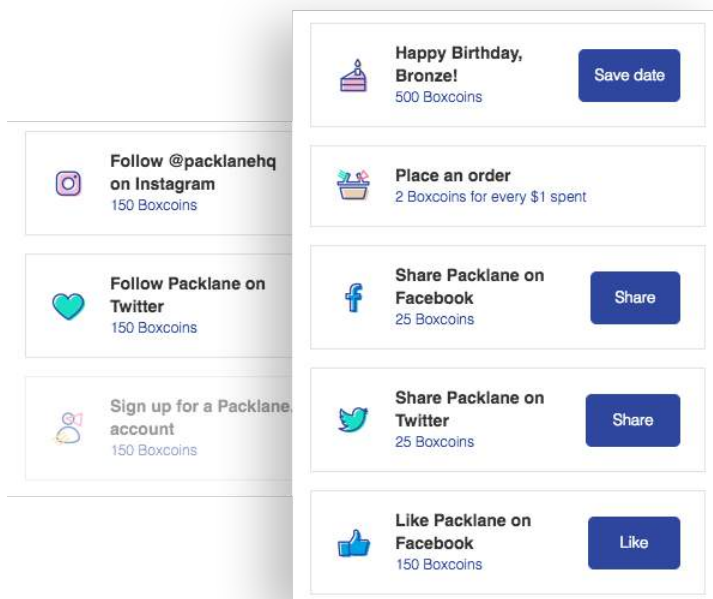 Follow @packlanehq
on Instagram
150 Boxcoins
Follow Packlane on
Twitter
150 Boxcoins
Sign up for a Packlane
account
150 Boxcoins
Happy Birthday,
Bronze!
500 Boxcoins
Save date
Place an order
2 Boxcoins for every $1 spent
Share Packlane on
Facebook
25 Boxcoins
Share
Share Packlane on
Twitter
25 Boxcoins
Share
Like Packlane on
Facebook
150 Boxcoins
Like